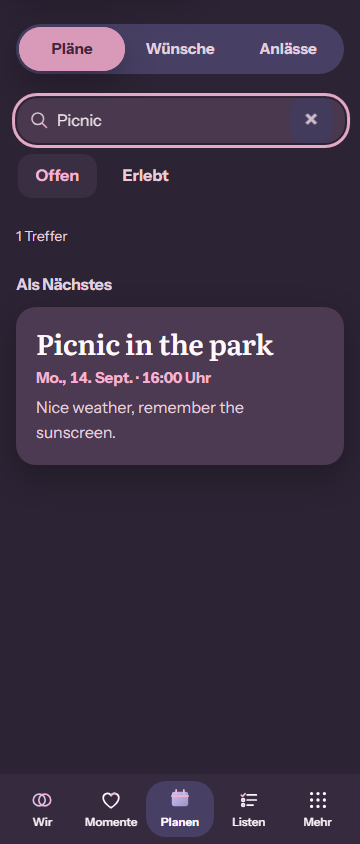 Pläne Wünsche Anlässe
Picnic
Offen Erlebt
1 Treffer
Als Nächstes
Picnic in the park
Mo., 14. Sept. · 16:00 Uhr
Nice weather, remember the
sunscreen.
Wir Momente Planen Listen Mehr